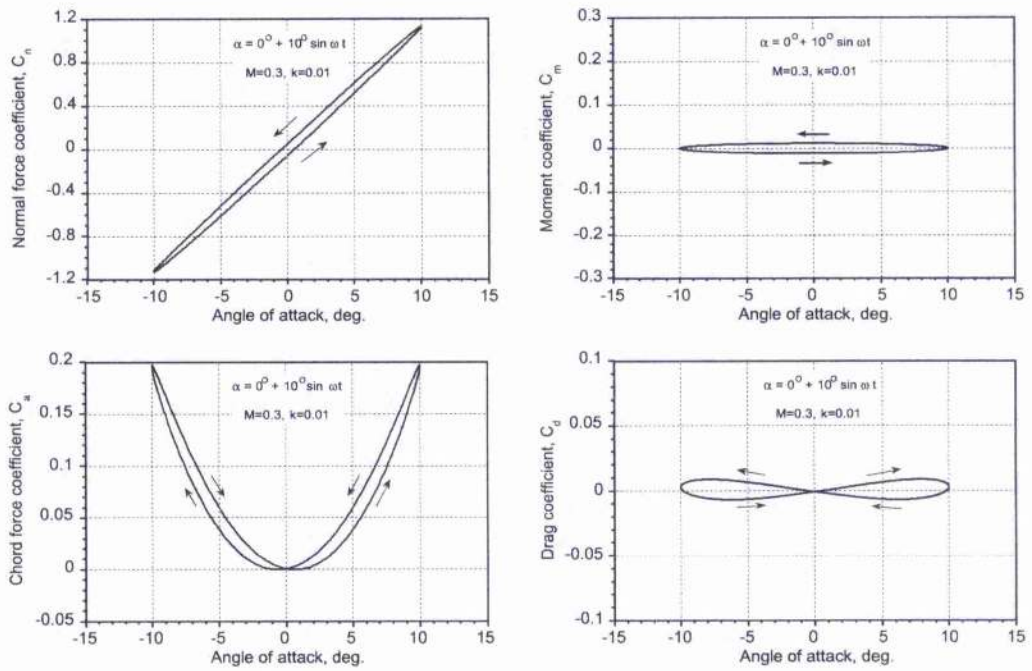 Normal force coefficient, C_n
1.2
0.8
0.4
0
-0.4
-0.8
-1.2
α = 0° + 10° sin ω t
M=0.3, k=0.01
-15 -10 -5 0 5 10 15
Angle of attack, deg.
Moment coefficient, C_m
0.3
0.2
0.1
0
-0.1
-0.2
-0.3
α = 0° + 10° sin ω t
M=0.3, k=0.01
-15 -10 -5 0 5 10 15
Angle of attack, deg.
Chord force coefficient, C_a
0.2
0.15
0.1
0.05
0
-0.05
α = 0° + 10° sin ωt
M=0.3, k=0.01
-15 -10 -5 0 5 10 15
Angle of attack, deg.
Drag coefficient, C_d
0.1
0.05
0
-0.05
-0.1
α = 0° + 10° sin ω t
M=0.3, k=0.01
-15 -10 -5 0 5 10 15
Angle of attack, deg.